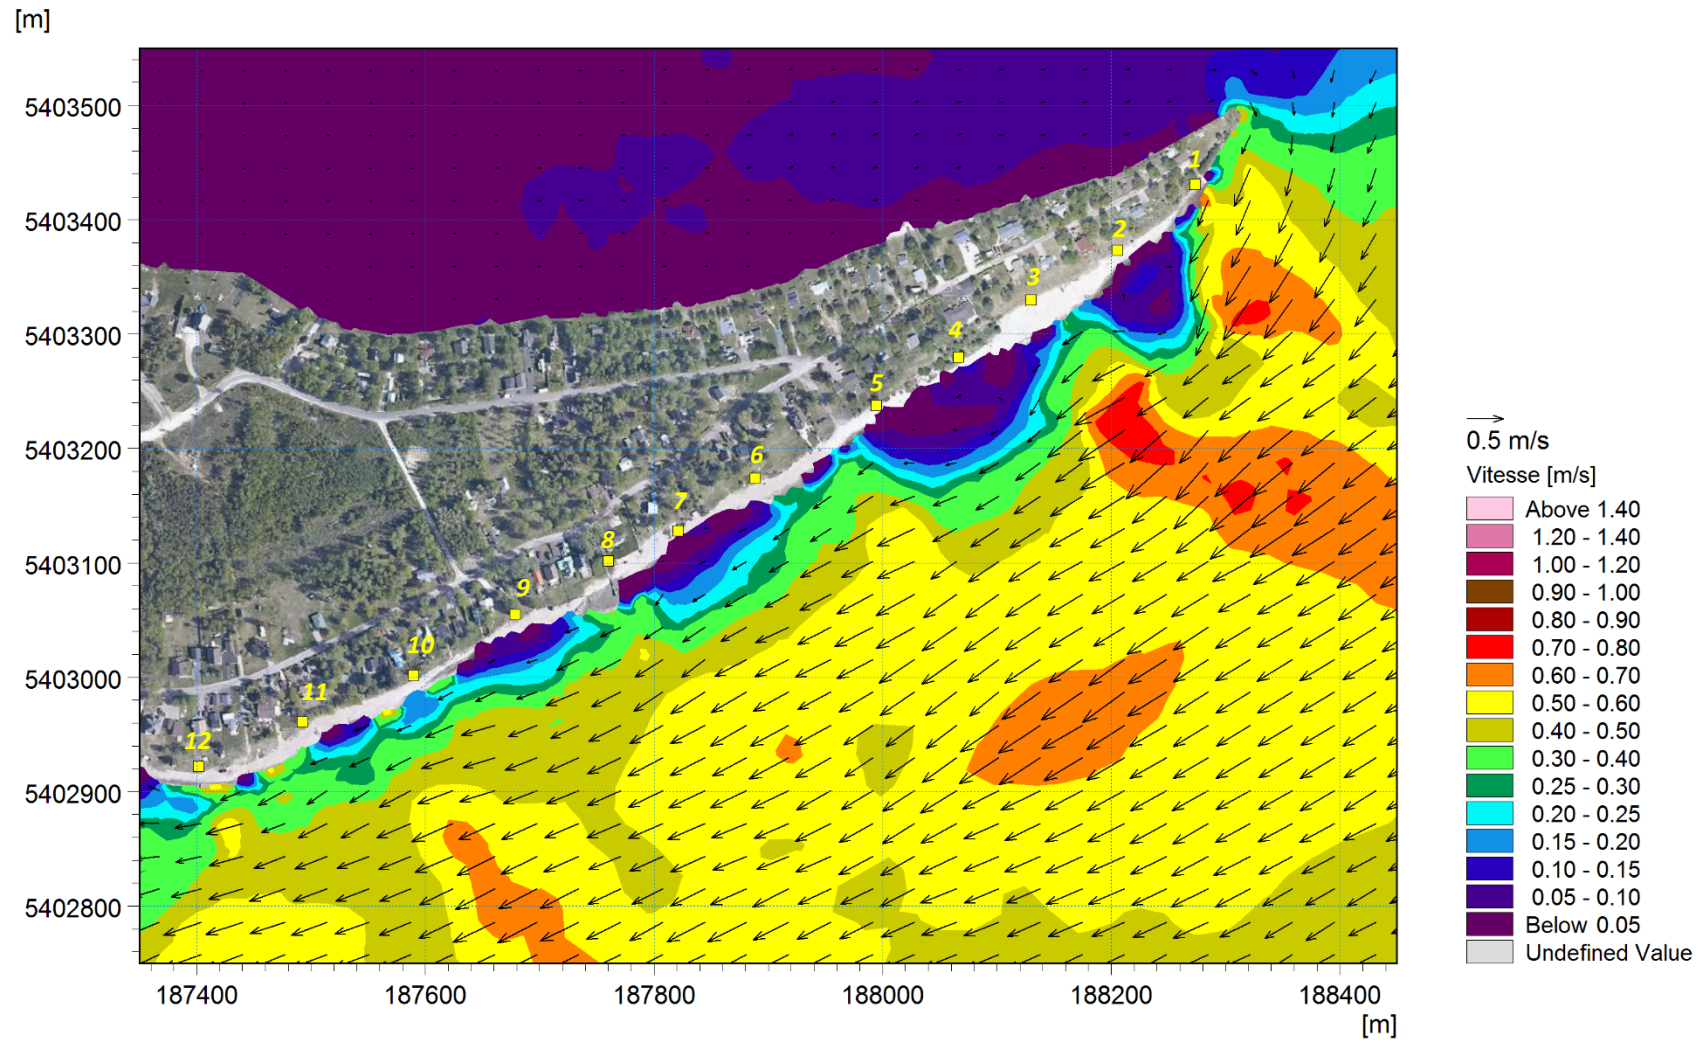 [m]
5403500
5403400
5403300
5403200
5403100
5403000
5402900
5402800
1
2
3
4
5
6
7
8
9
10
11
12
187400
187600
187800
188000
188200
188400
[m]
0.5 m/s
Vitesse [m/s]
Above 1.40
1.20 - 1.40
1.00 - 1.20
0.90 - 1.00
0.80 - 0.90
0.70 - 0.80
0.60 - 0.70
0.50 - 0.60
0.40 - 0.50
0.30 - 0.40
0.25 - 0.30
0.20 - 0.25
0.15 - 0.20
0.10 - 0.15
0.05 - 0.10
Below 0.05
Undefined Value